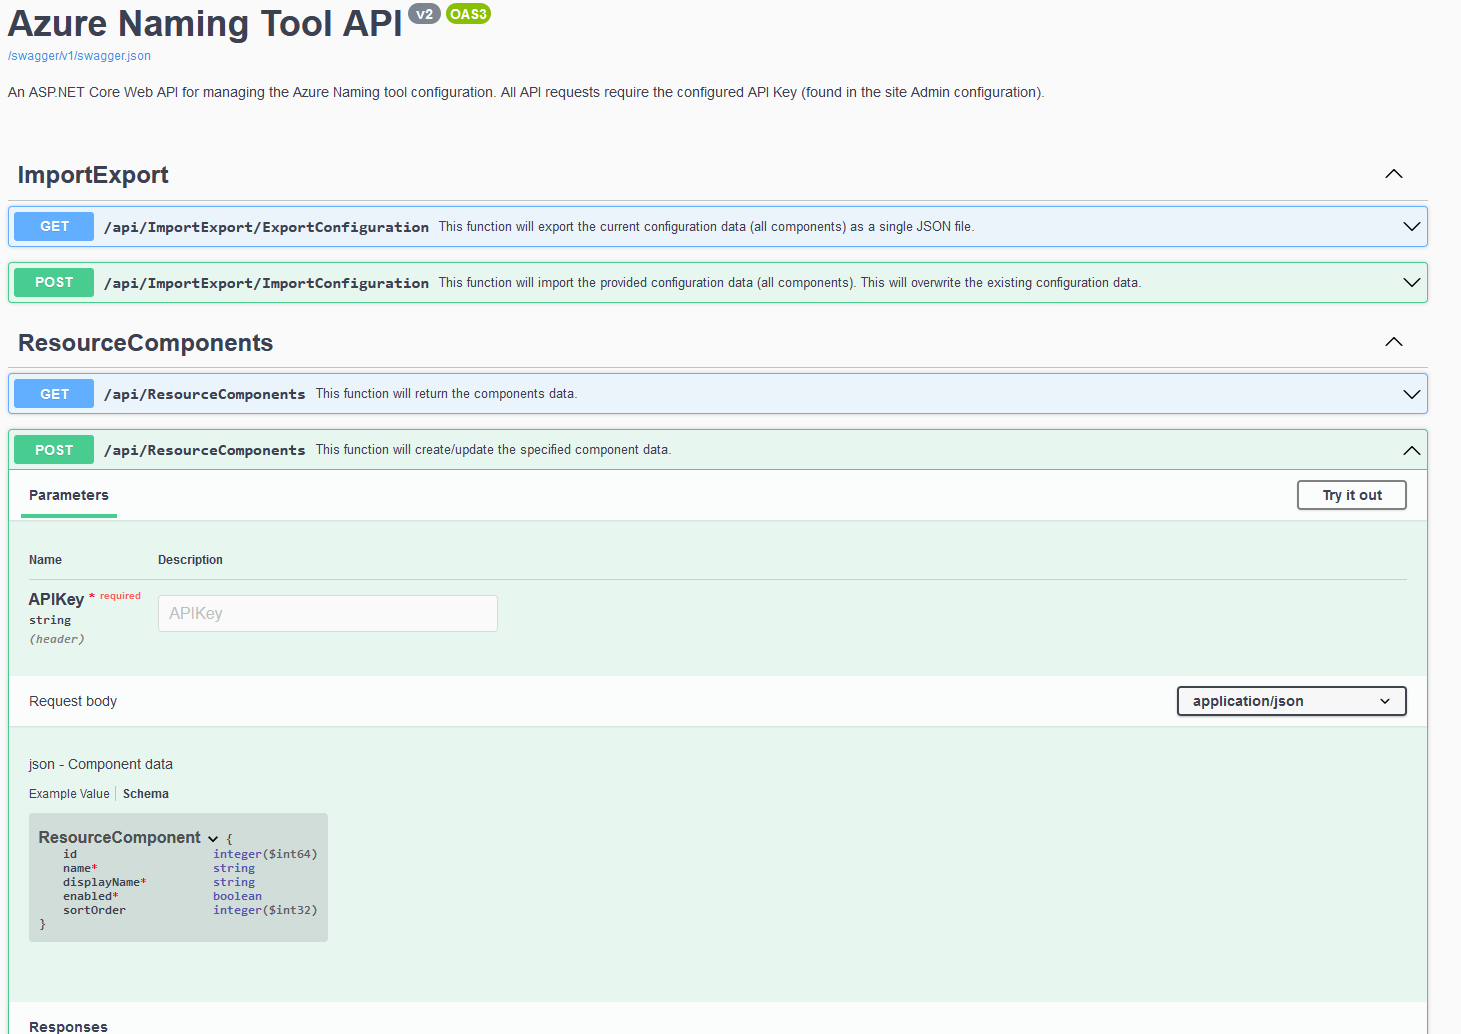 Azure Naming Tool API v2 OAS3
/swagger/v1/swagger.json
An ASP.NET Core Web API for managing the Azure Naming tool configuration. All API requests require the configured API Key (found in the site Admin configuration).
ImportExport
GET /api/ImportExport/ExportConfiguration This function will export the current configuration data (all components) as a single JSON file.
POST /api/ImportExport/ImportConfiguration This function will import the provided configuration data (all components). This will overwrite the existing configuration data.
ResourceComponents
GET /api/ResourceComponents This function will return the components data.
POST /api/ResourceComponents This function will create/update the specified component data.
Parameters Try it out
Name Description
APIKey * required APIKey
string
(header)
Request body application/json
json - Component data
Example Value Schema
ResourceComponent {
id integer($int64)
name* string
displayName* string
enabled* boolean
sortOrder integer($int32)
}
Responses